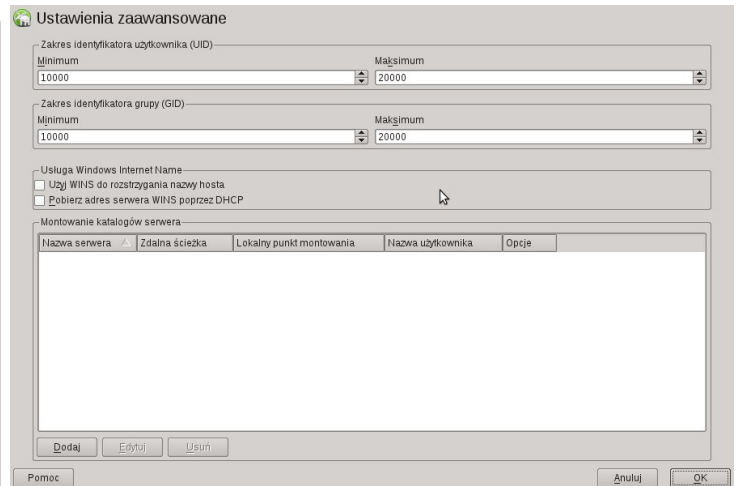 Ustawienia zaawansowane
Zakres identyfikatora użytkownika (UID)
Minimum Maksimum
10000 20000
Zakres identyfikatora grupy (GID)
Minimum Maksimum
10000 20000
Usługa Windows Internet Name
Użyj WINS do rozstrzygania nazwy hosta
Pobierz adres serwera WINS poprzez DHCP
Montowanie katalogów serwera
Nazwa serwera Zdalna ścieżka Lokalny punkt montowania Nazwa użytkownika Opcje
Dodaj Edytuj Usuń
Pomoc Anuluj OK